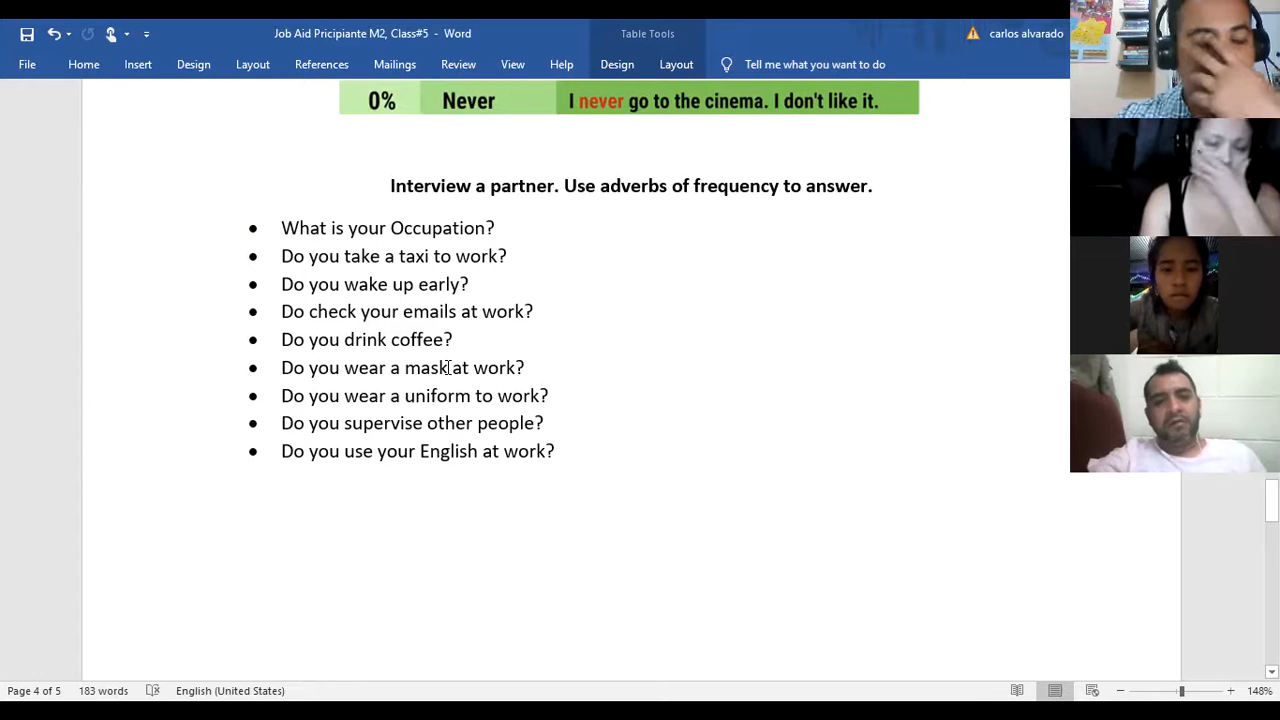 Job Aid Pricipiante M2, Class#5 - Word
Table Tools
carlos alvarado
File
Home
Insert
Design
Layout
References
Mailings
Review
View
Help
Design
Layout
Tell me what you want to do
0% Never I never go to the cinema. I don't like it.
Interview a partner. Use adverbs of frequency to answer.
• What is your Occupation?
• Do you take a taxi to work?
• Do you wake up early?
• Do check your emails at work?
• Do you drink coffee?
• Do you wear a mask at work?
• Do you wear a uniform to work?
• Do you supervise other people?
• Do you use your English at work?
Page 4 of 5
183 words
English (United States)
148%